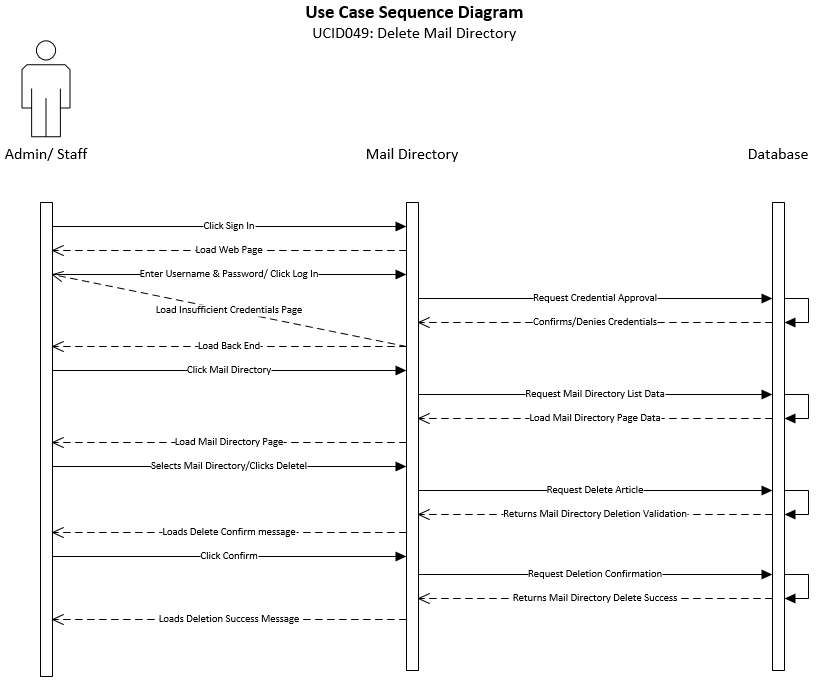 Use Case Sequence Diagram
UCID049: Delete Mail Directory
Admin/ Staff
Mail Directory
Database
Click Sign In
Load Web Page
Enter Username & Password/ Click Log In
Request Credential Approval
Load Insufficient Credentials Page
Confirms/Denies Credentials
Load Back End
Click Mail Directory
Request Mail Directory List Data
Load Mail Directory Page Data
Load Mail Directory Page
Selects Mail Directory/Clicks Deletel
Request Delete Article
Returns Mail Directory Deletion Validation
Loads Delete Confirm message
Click Confirm
Request Deletion Confirmation
Returns Mail Directory Delete Success
Loads Deletion Success Message